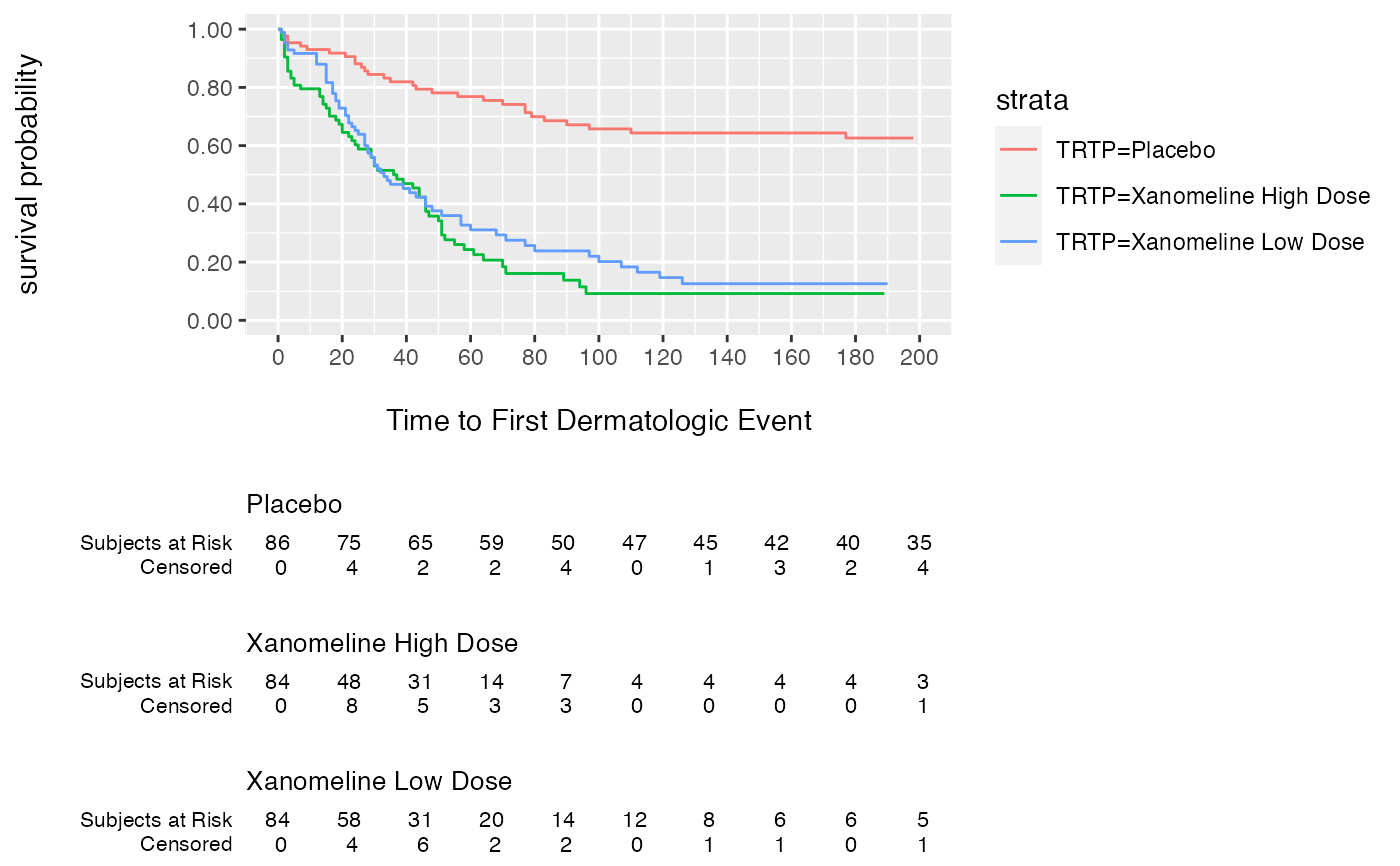 survival probability
1.00
0.80
0.60
0.40
0.20
0.00
0 20 40 60 80 100 120 140 160 180 200
Time to First Dermatologic Event
strata
TRTP=Placebo
TRTP=Xanomeline High Dose
TRTP=Xanomeline Low Dose
Placebo
Subjects at Risk 86 75 65 59 50 47 45 42 40 35
Censored 0 4 2 2 4 0 1 3 2 4
Xanomeline High Dose
Subjects at Risk 84 48 31 14 7 4 4 4 4 3
Censored 0 8 5 3 3 0 0 0 0 1
Xanomeline Low Dose
Subjects at Risk 84 58 31 20 14 12 8 6 6 5
Censored 0 4 6 2 2 0 1 1 0 1